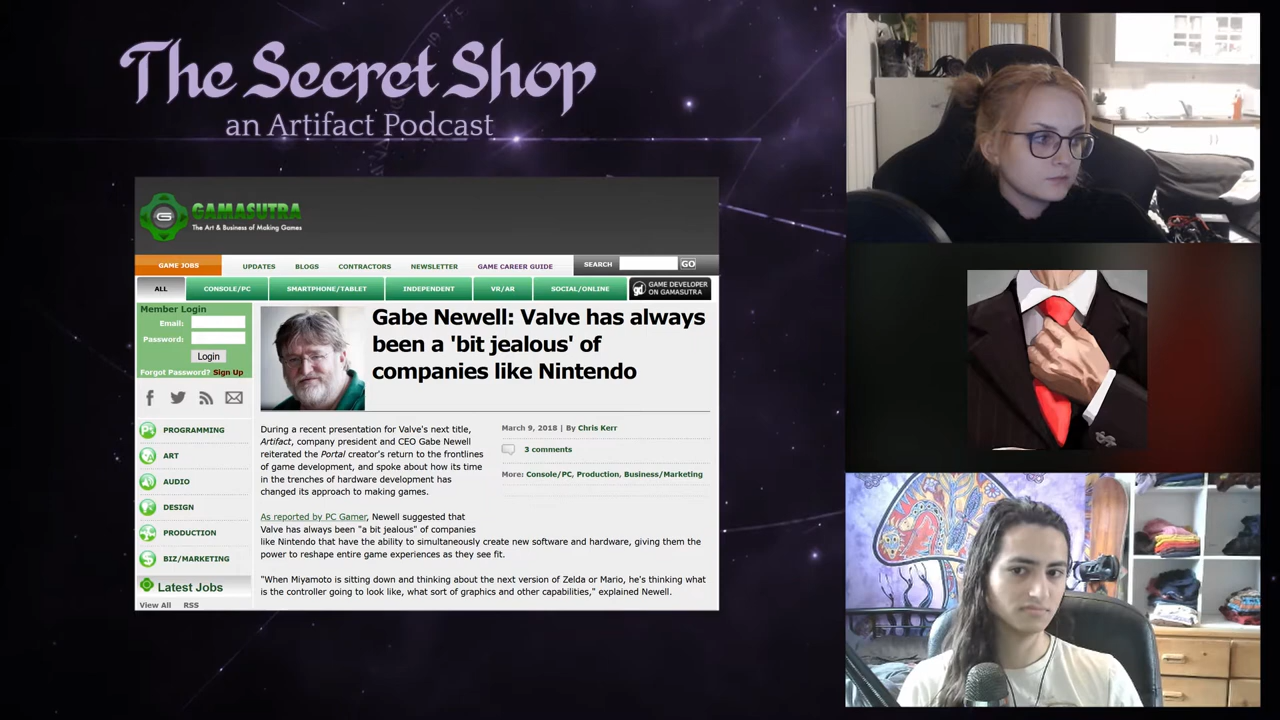 The Secret Shop
an Artifact Podcast
GAMASUTRA
The Art & Business of Making Games
GAME JOBS
UPDATES
BLOGS
CONTRACTORS
NEWSLETTER
GAME CAREER GUIDE
SEARCH
GO
ALL
CONSOLE/PC
SMARTPHONE/TABLET
INDEPENDENT
VR/AR
SOCIAL/ONLINE
GAME DEVELOPER
ON GAMASUTRA
Member Login
Email:
Password:
Login
Forgot Password? Sign Up
PROGRAMMING
ART
AUDIO
DESIGN
PRODUCTION
BIZ/MARKETING
Latest Jobs
View All RSS
Gabe Newell: Valve has always
been a 'bit jealous' of
companies like Nintendo
March 9, 2018 | By Chris Kerr
3 comments
More: Console/PC, Production, Business/Marketing
During a recent presentation for Valve's next title,
Artifact, company president and CEO Gabe Newell
reiterated the Portal creator's return to the frontlines
of game development, and spoke about how its time
in the trenches of hardware development has
changed its approach to making games.
As reported by PC Gamer, Newell suggested that
Valve has always been "a bit jealous" of companies
like Nintendo that have the ability to simultaneously create new software and hardware, giving them the
power to reshape entire game experiences as they see fit.
"When Miyamoto is sitting down and thinking about the next version of Zelda or Mario, he's thinking what
is the controller going to look like, what sort of graphics and other capabilities," explained Newell.